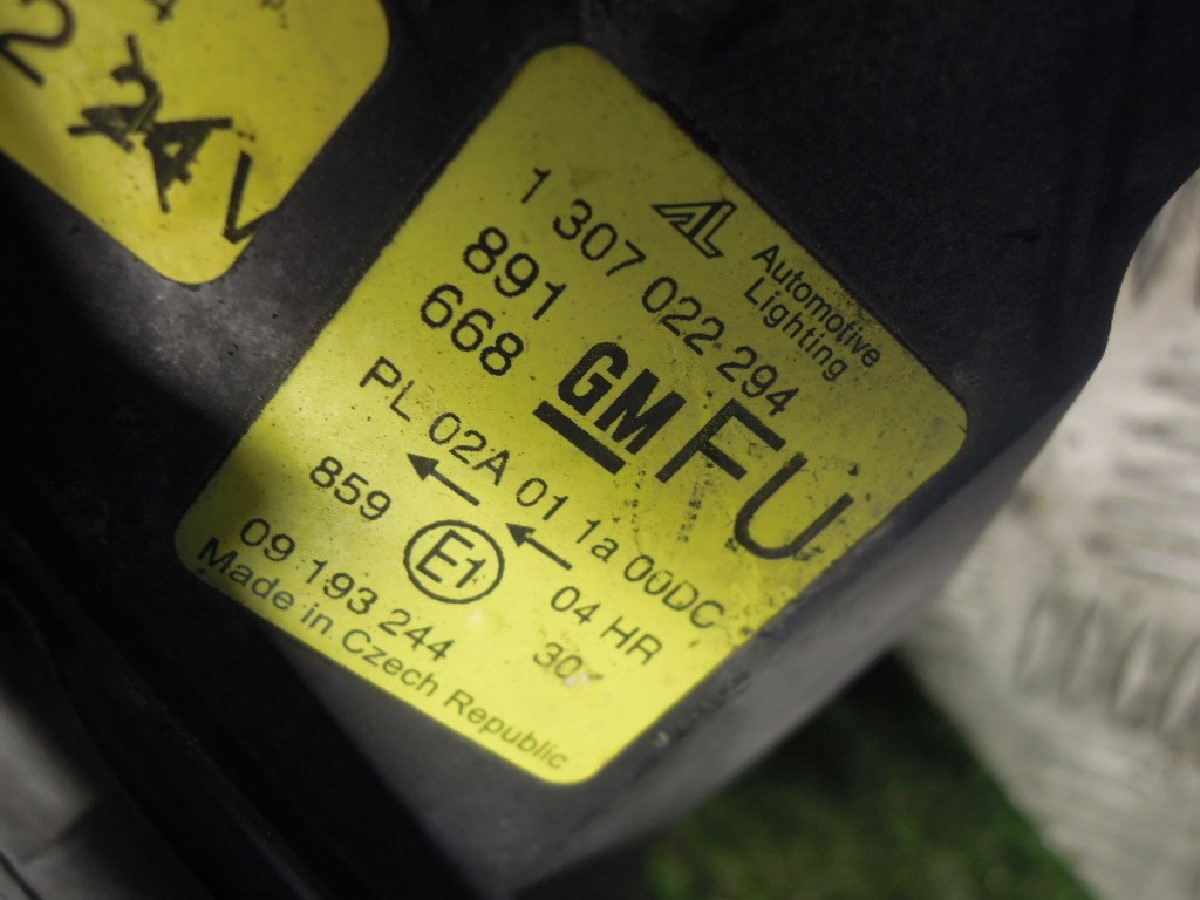 2
24V
AL Automotive
Lighting
1 307 022 294
891
668
GM FU
PL 02A 01 1a 00DC
859 E1 04 HR
09 193 244 30
Made in Czech Republic